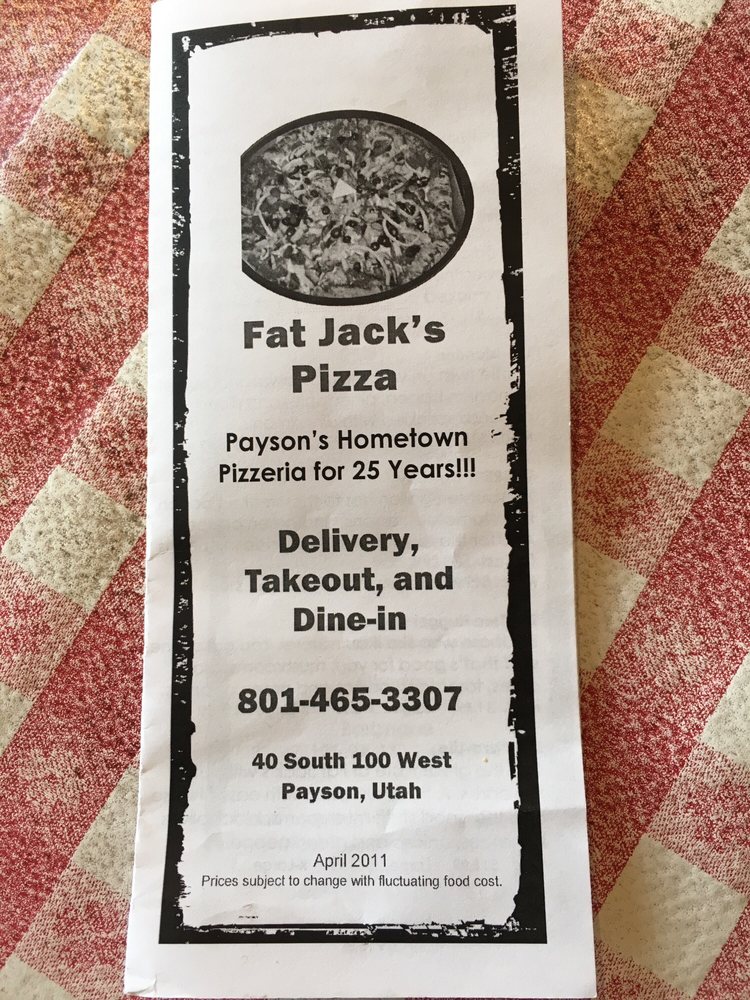 Fat Jack's
Pizza
Payson's Hometown
Pizzeria for 25 Years!!!
Delivery,
Takeout, and
Dine-in
801-465-3307
40 South 100 West
Payson, Utah
April 2011
Prices subject to change with fluctuating food cost.